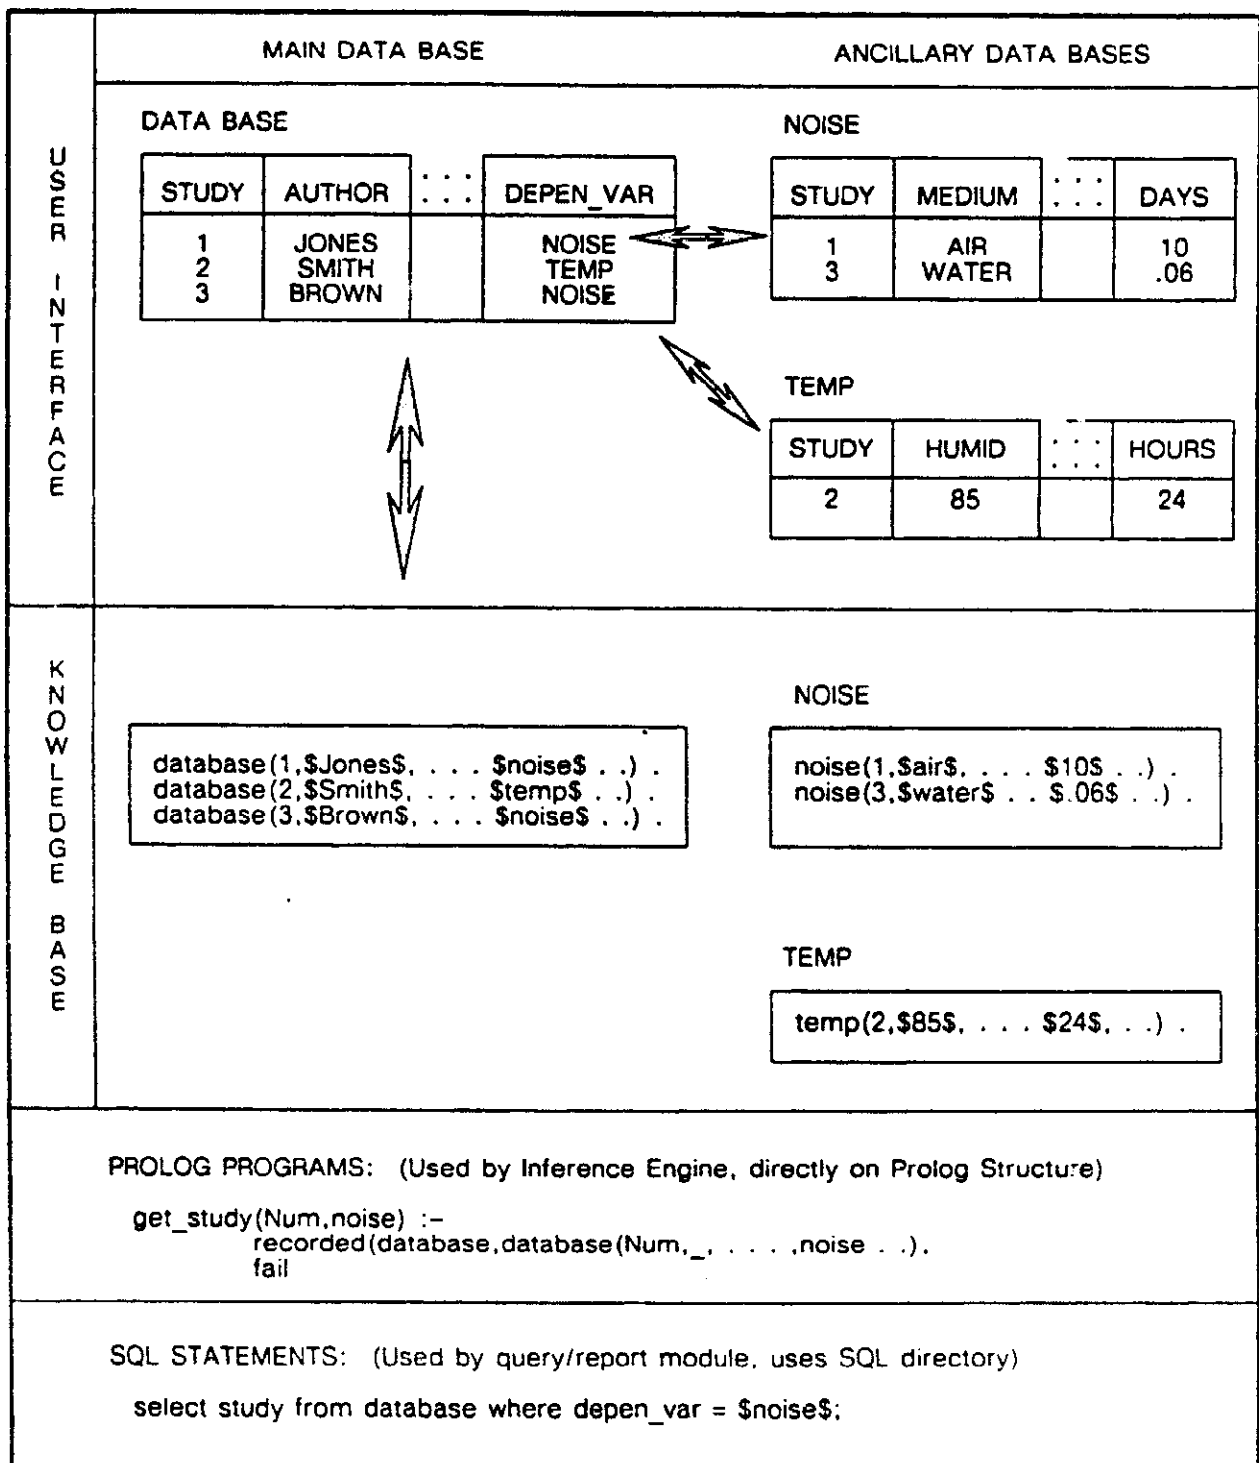 MAIN DATA BASE
ANCILLARY DATA BASES
USER INTERFACE
DATA BASE
STUDY AUTHOR . . . . . . DEPEN_VAR
1 JONES NOISE
2 SMITH TEMP
3 BROWN NOISE
NOISE
STUDY MEDIUM . . . . . . DAYS
1 AIR 10
3 WATER .06
TEMP
STUDY HUMID . . . . . . HOURS
2 85 24
KNOWLEDGE BASE
database(1,$Jones$, . . . . $noise$ . .) .
database(2,$Smith$, . . . . $temp$ . .) .
database(3,$Brown$, . . . . $noise$ . .) .
NOISE
noise(1,$air$, . . . . $10$ . .) .
noise(3,$water$ . . $.06$ . .) .
TEMP
temp(2,$85$, . . . . $24$, . .) .
PROLOG PROGRAMS: (Used by Inference Engine, directly on Prolog Structure)
get_study(Num,noise) :-
recorded(database,database(Num,_, . . . . ,noise . .),
fail
SQL STATEMENTS: (Used by query/report module, uses SQL directory)
select study from database where depen_var = $noise$;